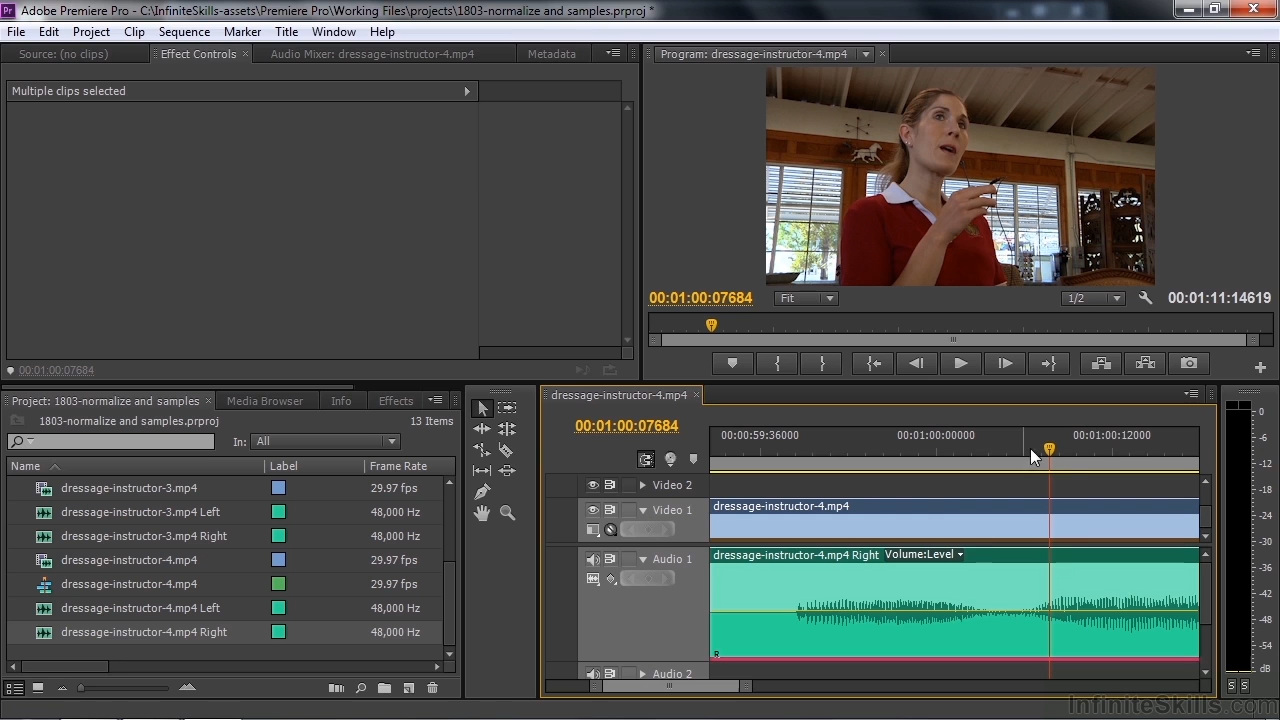 Pr Adobe Premiere Pro - C:\InfiniteSkills-assets\Premiere Pro\Working Files\projects\1803-normalize and samples.prproj *
File Edit Project Clip Sequence Marker Title Window Help
Source: (no clips) Effect Controls Audio Mixer: dressage-instructor-4.mp4 Metadata
Program: dressage-instructor-4.mp4
Multiple clips selected
00:01:00:07684 Fit 1/2 00:01:11:14619
00:01:00:07684
Project: 1803-normalize and samples Media Browser Info Effects
1803-normalize and samples.prproj 13 Items
In: All
Name Label Frame Rate
dressage-instructor-3.mp4 29.97 fps
dressage-instructor-3.mp4 Left 48,000 Hz
dressage-instructor-3.mp4 Right 48,000 Hz
dressage-instructor-4.mp4 29.97 fps
dressage-instructor-4.mp4 29.97 fps
dressage-instructor-4.mp4 Left 48,000 Hz
dressage-instructor-4.mp4 Right 48,000 Hz
dressage-instructor-4.mp4
00:01:00:07684
00:00:59:36000 00:01:00:00000 00:01:00:12000
Video 2
Video 1 dressage-instructor-4.mp4
Audio 1 dressage-instructor-4.mp4 Right Volume:Level
R
Audio 2
0
-6
-12
-18
-24
-30
-36
-42
-48
-54
dB
S S
InfiniteSkills.com